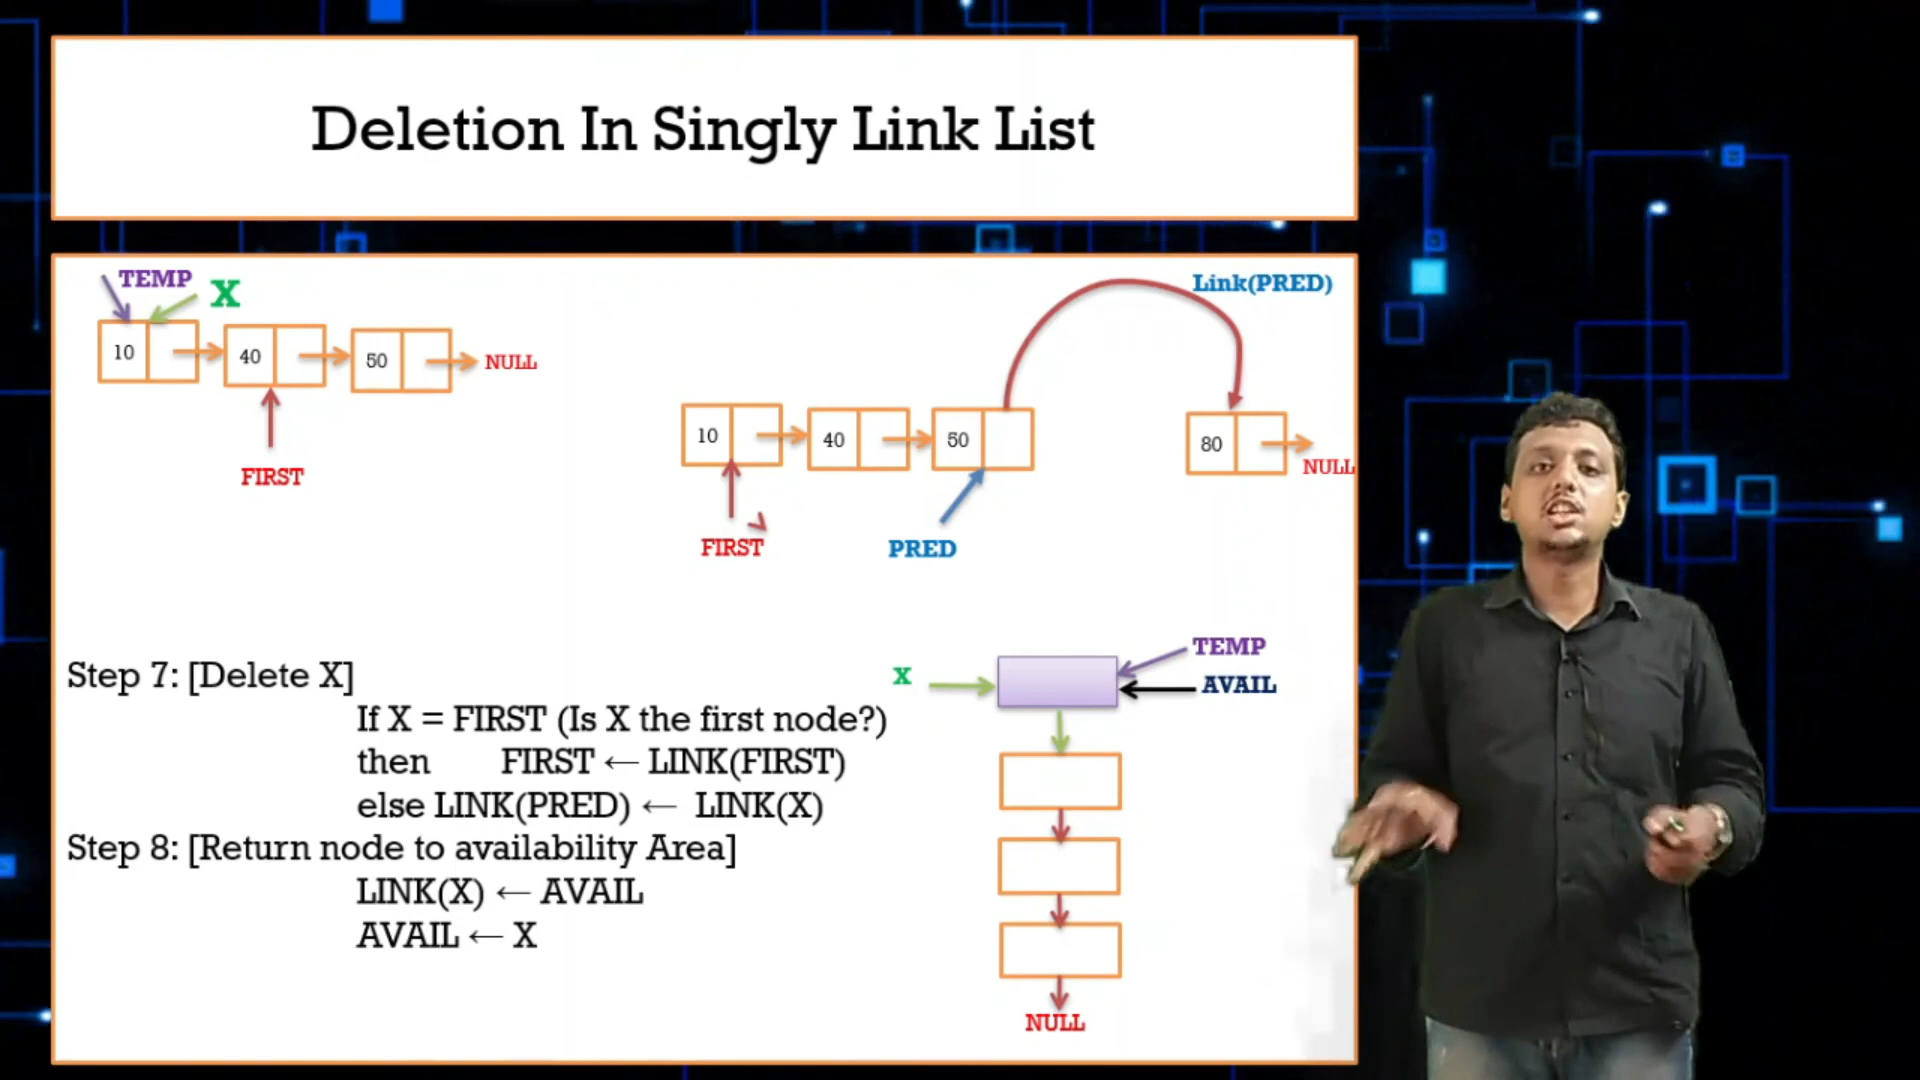 Deletion In Singly Link List
TEMP
X
10
40
50
NULL
FIRST
Link(PRED)
10
40
50
80
NULL
FIRST
PRED
Step 7: [Delete X]
If X = FIRST (Is X the first node?)
then FIRST ← LINK(FIRST)
else LINK(PRED) ← LINK(X)
Step 8: [Return node to availability Area]
LINK(X) ← AVAIL
AVAIL ← X
X
TEMP
AVAIL
NULL